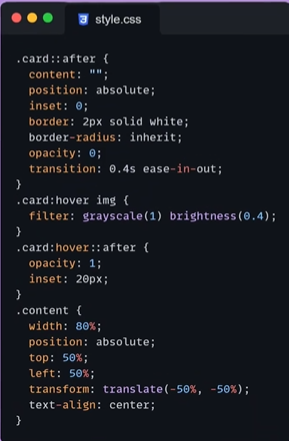 style.css
.card::after {
  content: "";
  position: absolute;
  inset: 0;
  border: 2px solid white;
  border-radius: inherit;
  opacity: 0;
  transition: 0.4s ease-in-out;
}
.card:hover img {
  filter: grayscale(1) brightness(0.4);
}
.card:hover::after {
  opacity: 1;
  inset: 20px;
}
.content {
  width: 80%;
  position: absolute;
  top: 50%;
  left: 50%;
  transform: translate(-50%, -50%);
  text-align: center;
}